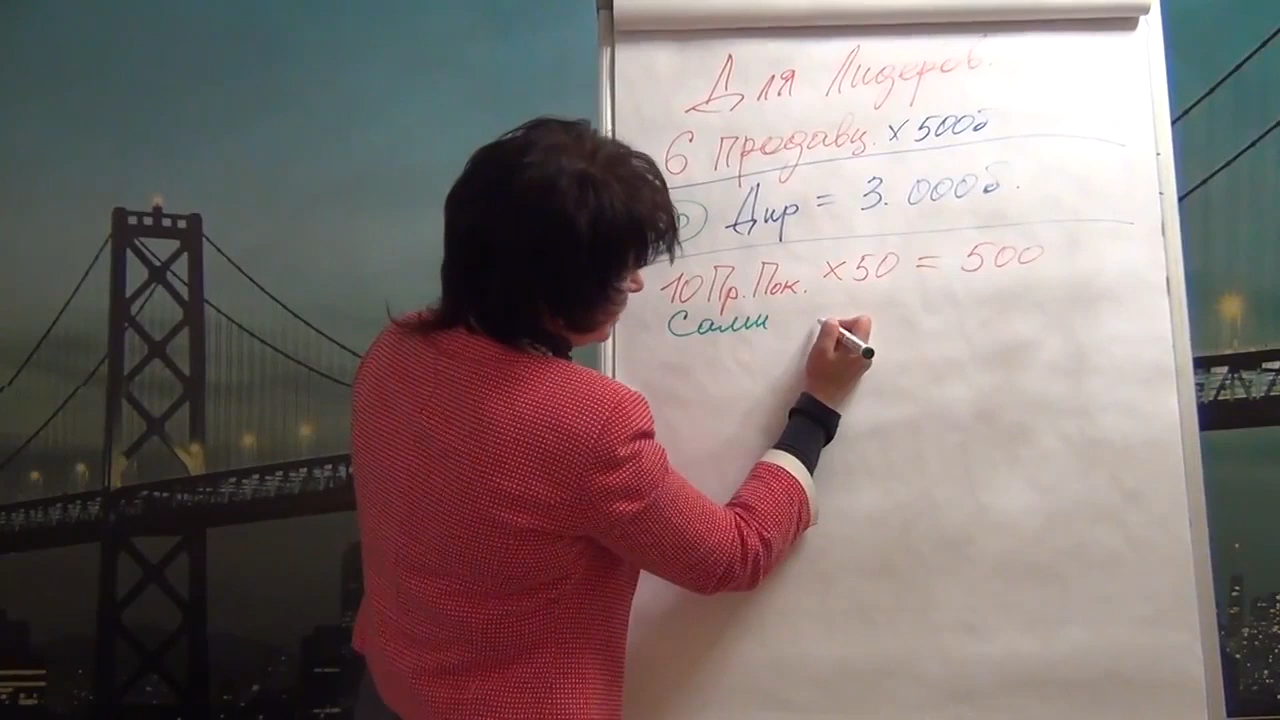 Для Лидеров.
6 продавц. х 500б
Дир = 3.000б.
10 Пр. Пок. х 50 = 500
Сами